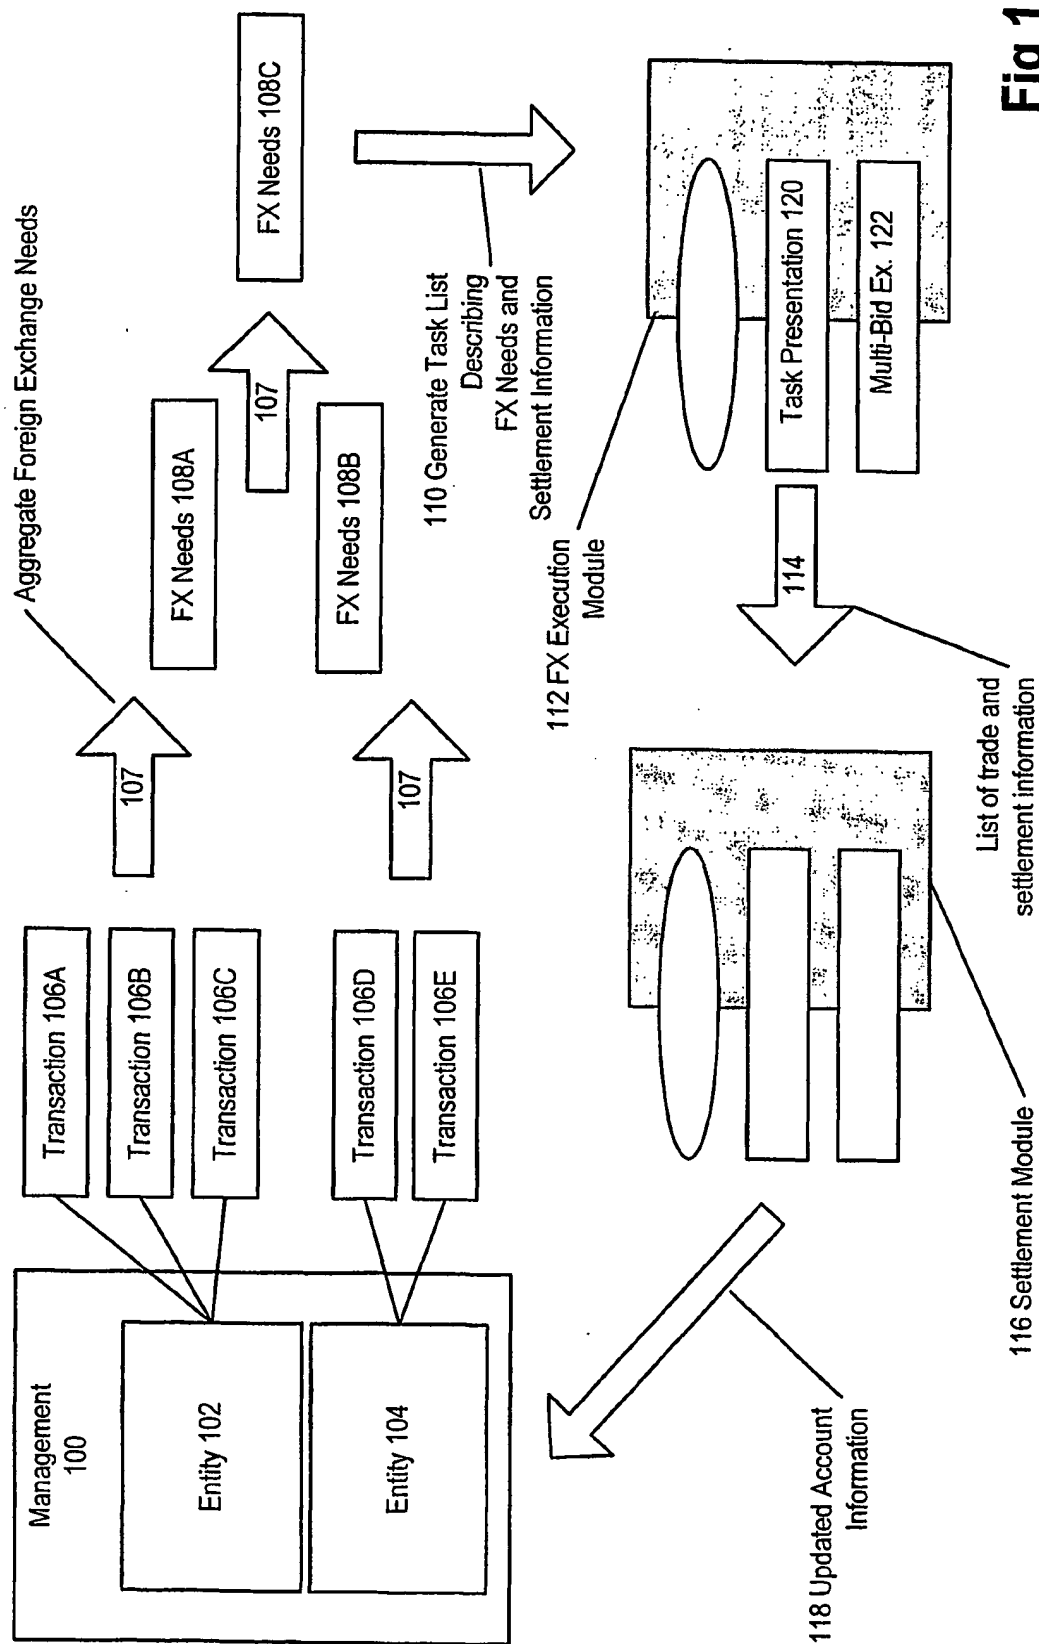 Management
100
Entity 102
Entity 104
Transaction 106A
Transaction 106B
Transaction 106C
Transaction 106D
Transaction 106E
107
107
Aggregate Foreign Exchange Needs
FX Needs 108A
FX Needs 108B
107
FX Needs 108C
110 Generate Task List
Describing
FX Needs and
Settlement Information
112 FX Execution
Module
Task Presentation 120
Multi-Bid Ex. 122
114
List of trade and
settlement information
116 Settlement Module
118 Updated Account
Information
Fig 1